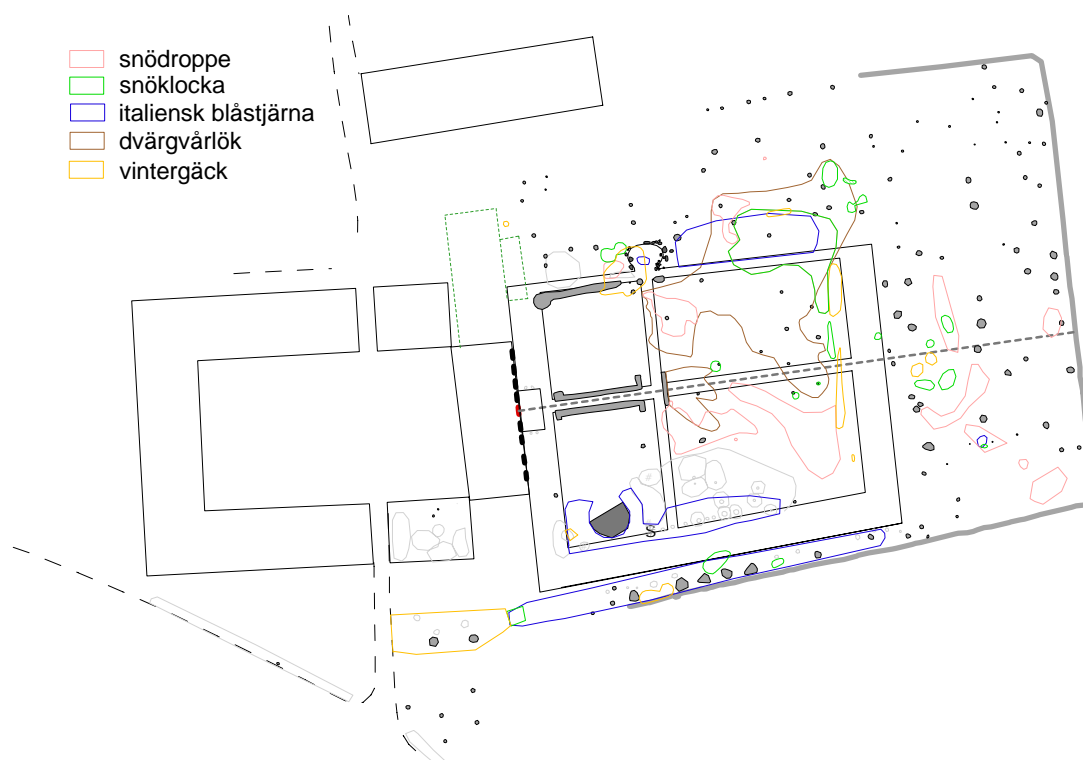 snödroppe
snöklocka
italiensk blåstjärna
dvärgvårlök
vintergäck